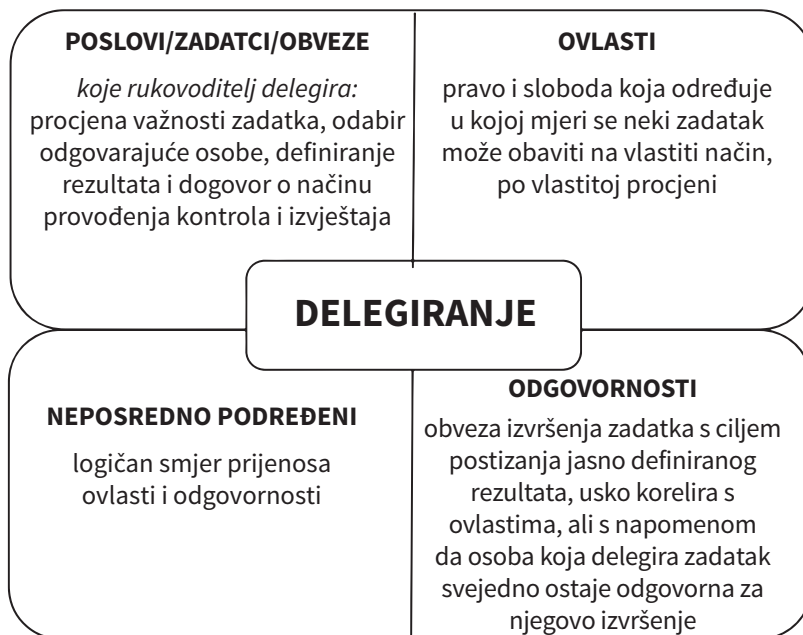 POSLOVI/ZADATCI/OBVEZE
koje rukovoditelj delegira:
procjena važnosti zadatka, odabir
odgovarajuće osobe, definiranje
rezultata i dogovor o načinu
provođenja kontrola i izvještaja
OVLASTI
pravo i sloboda koja određuje
u kojoj mjeri se neki zadatak
može obaviti na vlastiti način,
po vlastitoj procjeni
DELEGIRANJE
NEPOSREDNO PODREĐENI
logičan smjer prijenosa
ovlasti i odgovornosti
ODGOVORNOSTI
obveza izvršenja zadatka s ciljem
postizanja jasno definiranog
rezultata, usko korelira s
ovlastima, ali s napomenom
da osoba koja delegira zadatak
svejedno ostaje odgovorna za
njegovo izvršenje